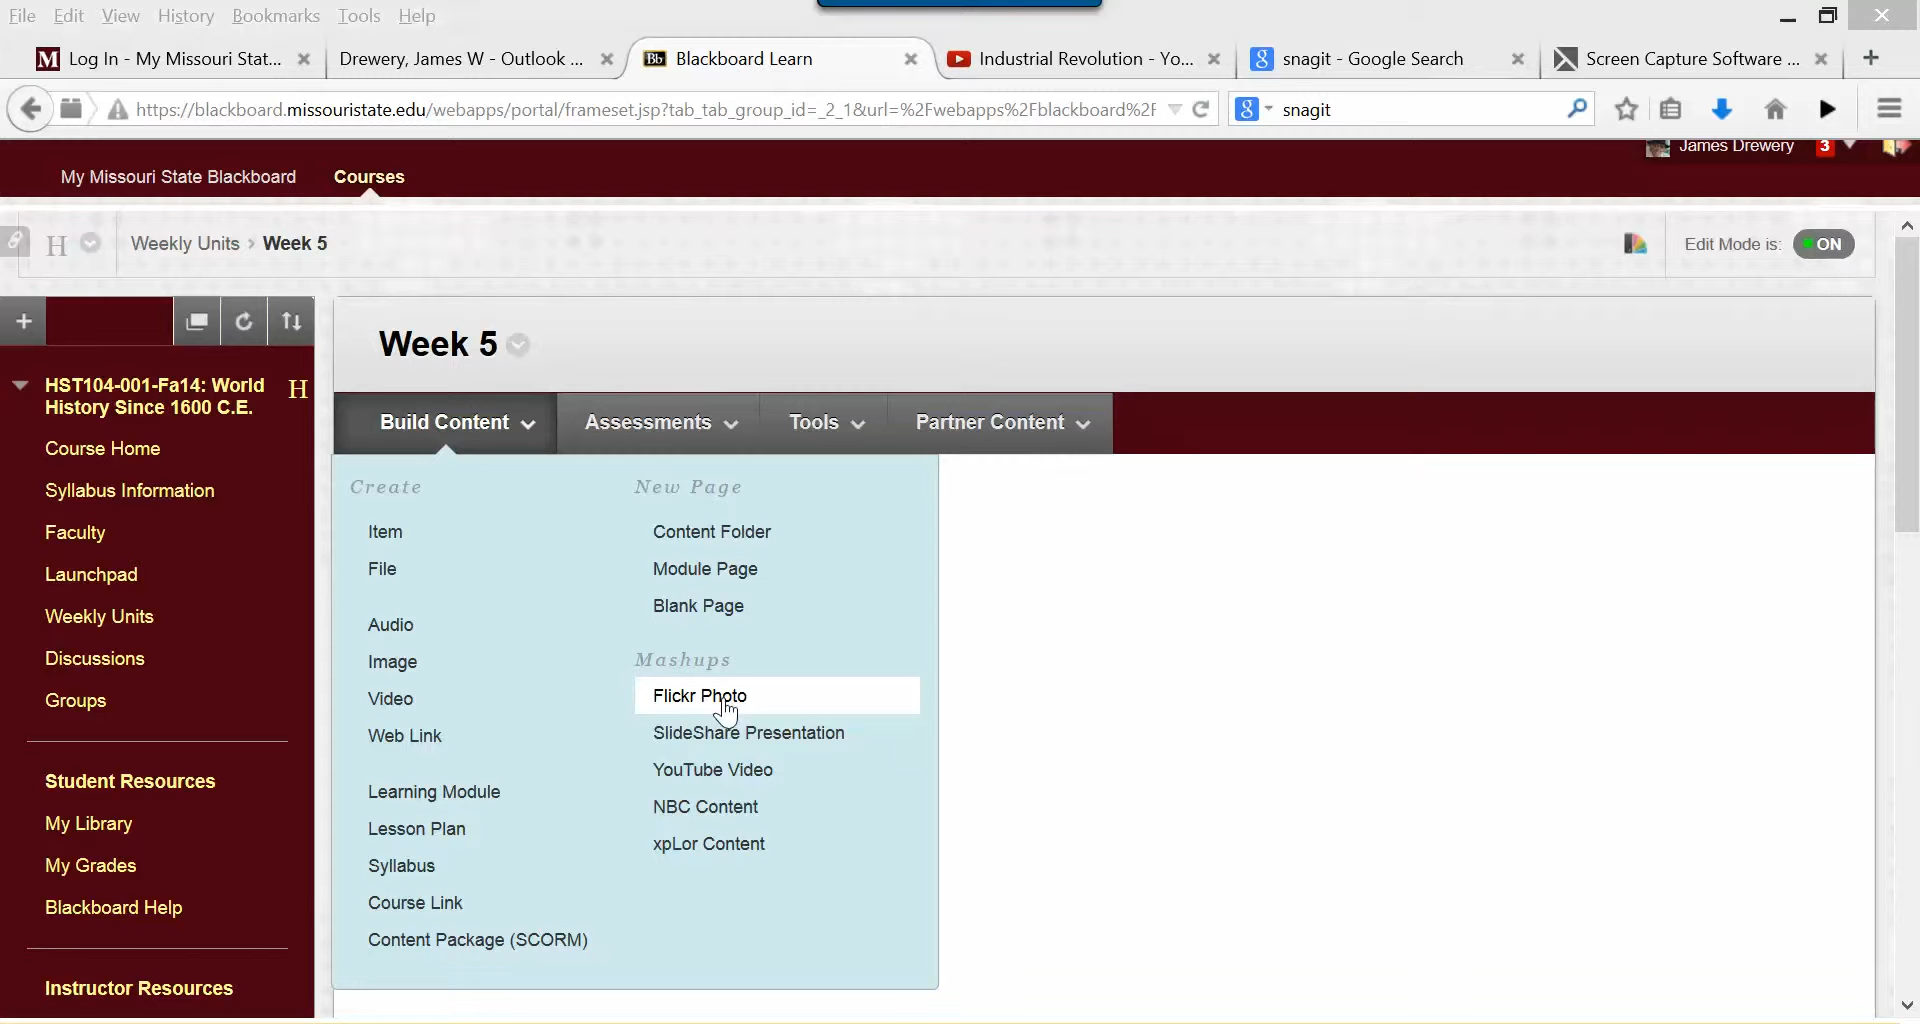 File Edit View History Bookmarks Tools Help
M Log In - My Missouri Stat...
Drewery, James W - Outlook ...
Bb Blackboard Learn
Industrial Revolution - Yo...
g snagit - Google Search
Screen Capture Software ...
https://blackboard.missouristate.edu/webapps/portal/frameset.jsp?tab_tab_group_id=_2_1&url=%2Fwebapps%2Fblackboard%2F
g snagit
James Drewery 3
My Missouri State Blackboard Courses
H Weekly Units > Week 5
Edit Mode is: ON
Week 5
HST104-001-Fa14: World H
History Since 1600 C.E.
Course Home
Syllabus Information
Faculty
Launchpad
Weekly Units
Discussions
Groups
Student Resources
My Library
My Grades
Blackboard Help
Instructor Resources
Build Content Assessments Tools Partner Content
Create
Item
File
Audio
Image
Video
Web Link
Learning Module
Lesson Plan
Syllabus
Course Link
Content Package (SCORM)
New Page
Content Folder
Module Page
Blank Page
Mashups
Flickr Photo
SlideShare Presentation
YouTube Video
NBC Content
xpLor Content